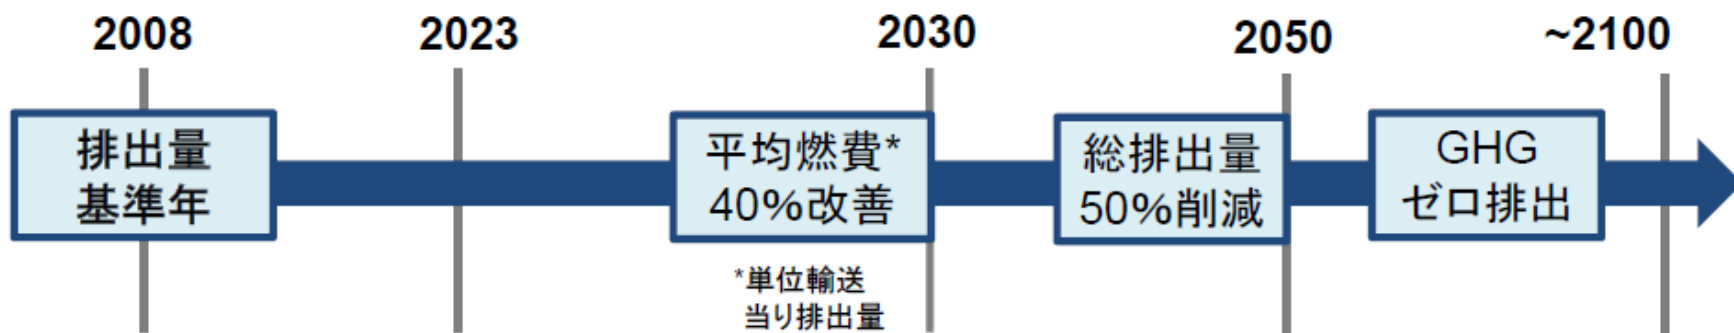 2008
2023
2030
2050
~2100
排出量
基準年
平均燃費*
40%改善
総排出量
50%削減
GHG
ゼロ排出
*単位輸送
当り排出量